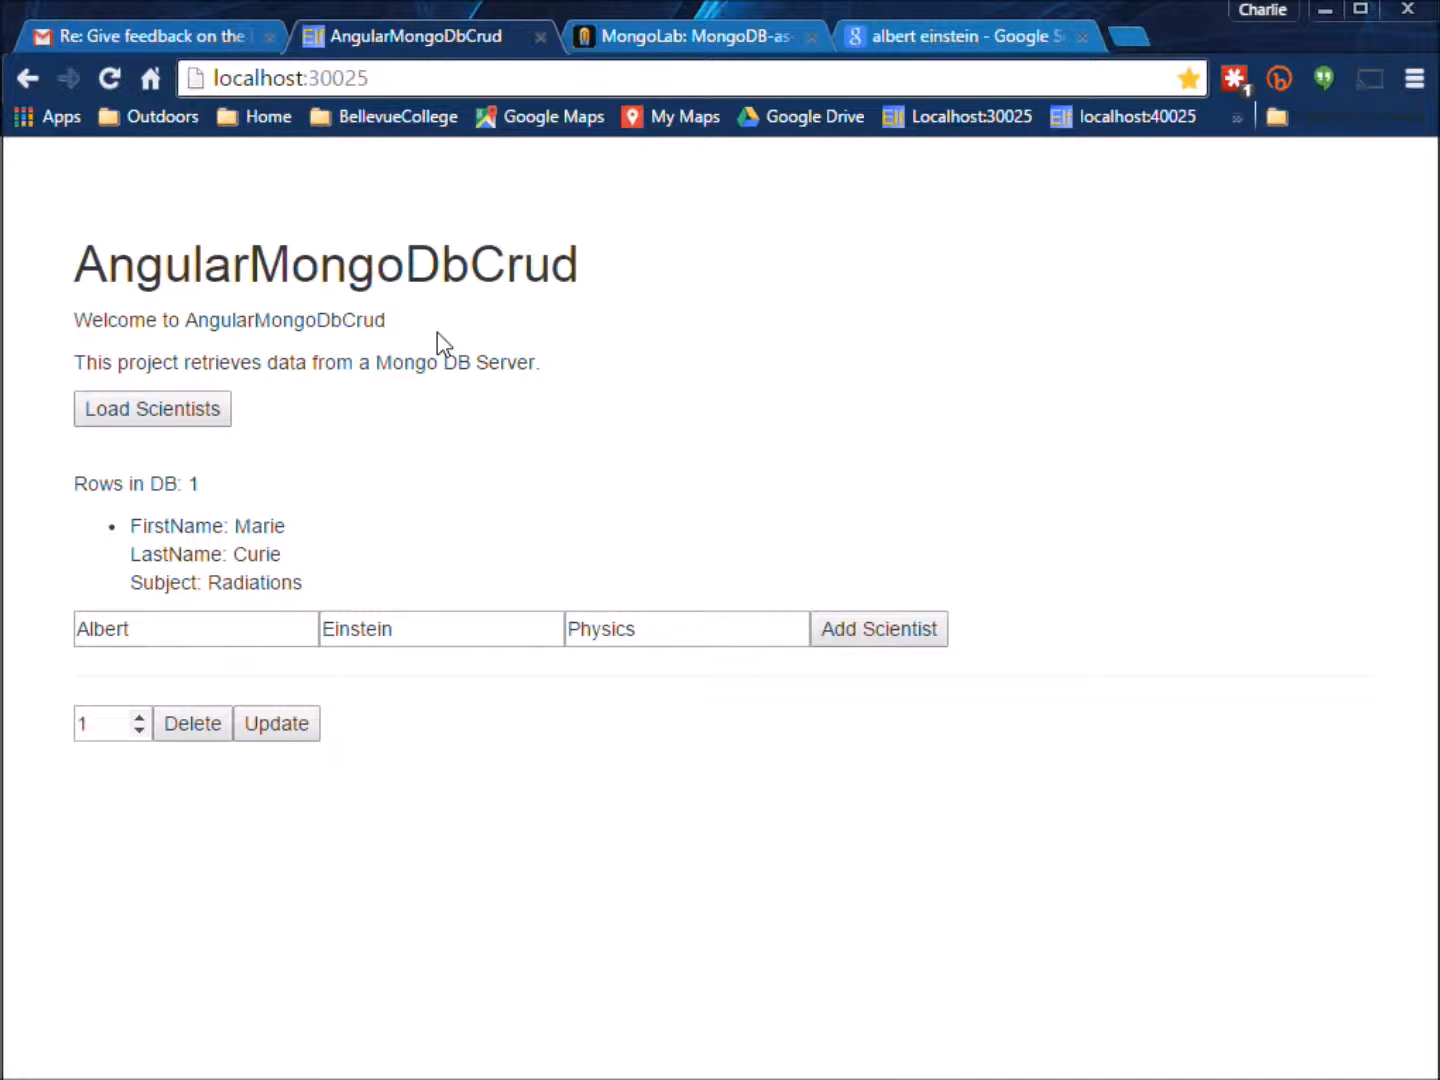 Charlie
Re: Give feedback on the
AngularMongoDbCrud
MongoLab: MongoDB-as-
albert einstein - Google S
localhost:30025
Apps
Outdoors
Home
BellevueCollege
Google Maps
My Maps
Google Drive
Localhost:30025
localhost:40025
AngularMongoDbCrud
Welcome to AngularMongoDbCrud
This project retrieves data from a Mongo DB Server.
Load Scientists
Rows in DB: 1
FirstName: Marie
LastName: Curie
Subject: Radiations
Albert
Einstein
Physics
Add Scientist
1
Delete
Update